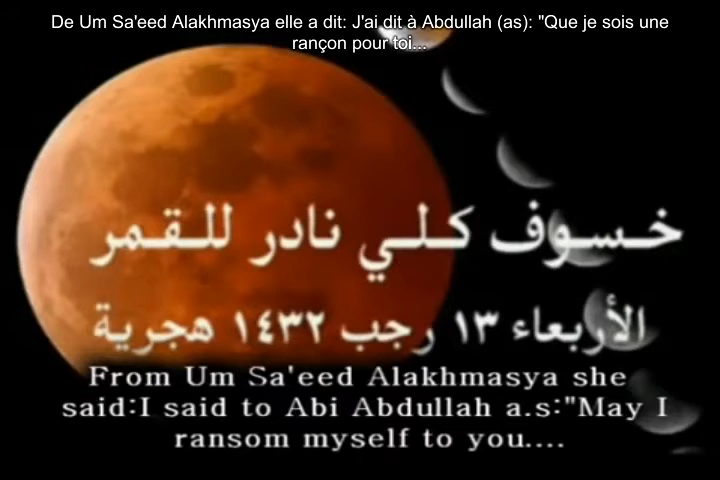 De Um Sa'eed Alakhmasya elle a dit: J'ai dit à Abdullah (as): "Que je sois une
rançon pour toi...
خسوف كلي نادر للقمر
الأربعاء ١٣ رجب ١٤٣٢ هجرية
From Um Sa'eed Alakhmasya she
said:I said to Abi Abdullah a.s:"May I
ransom myself to you....